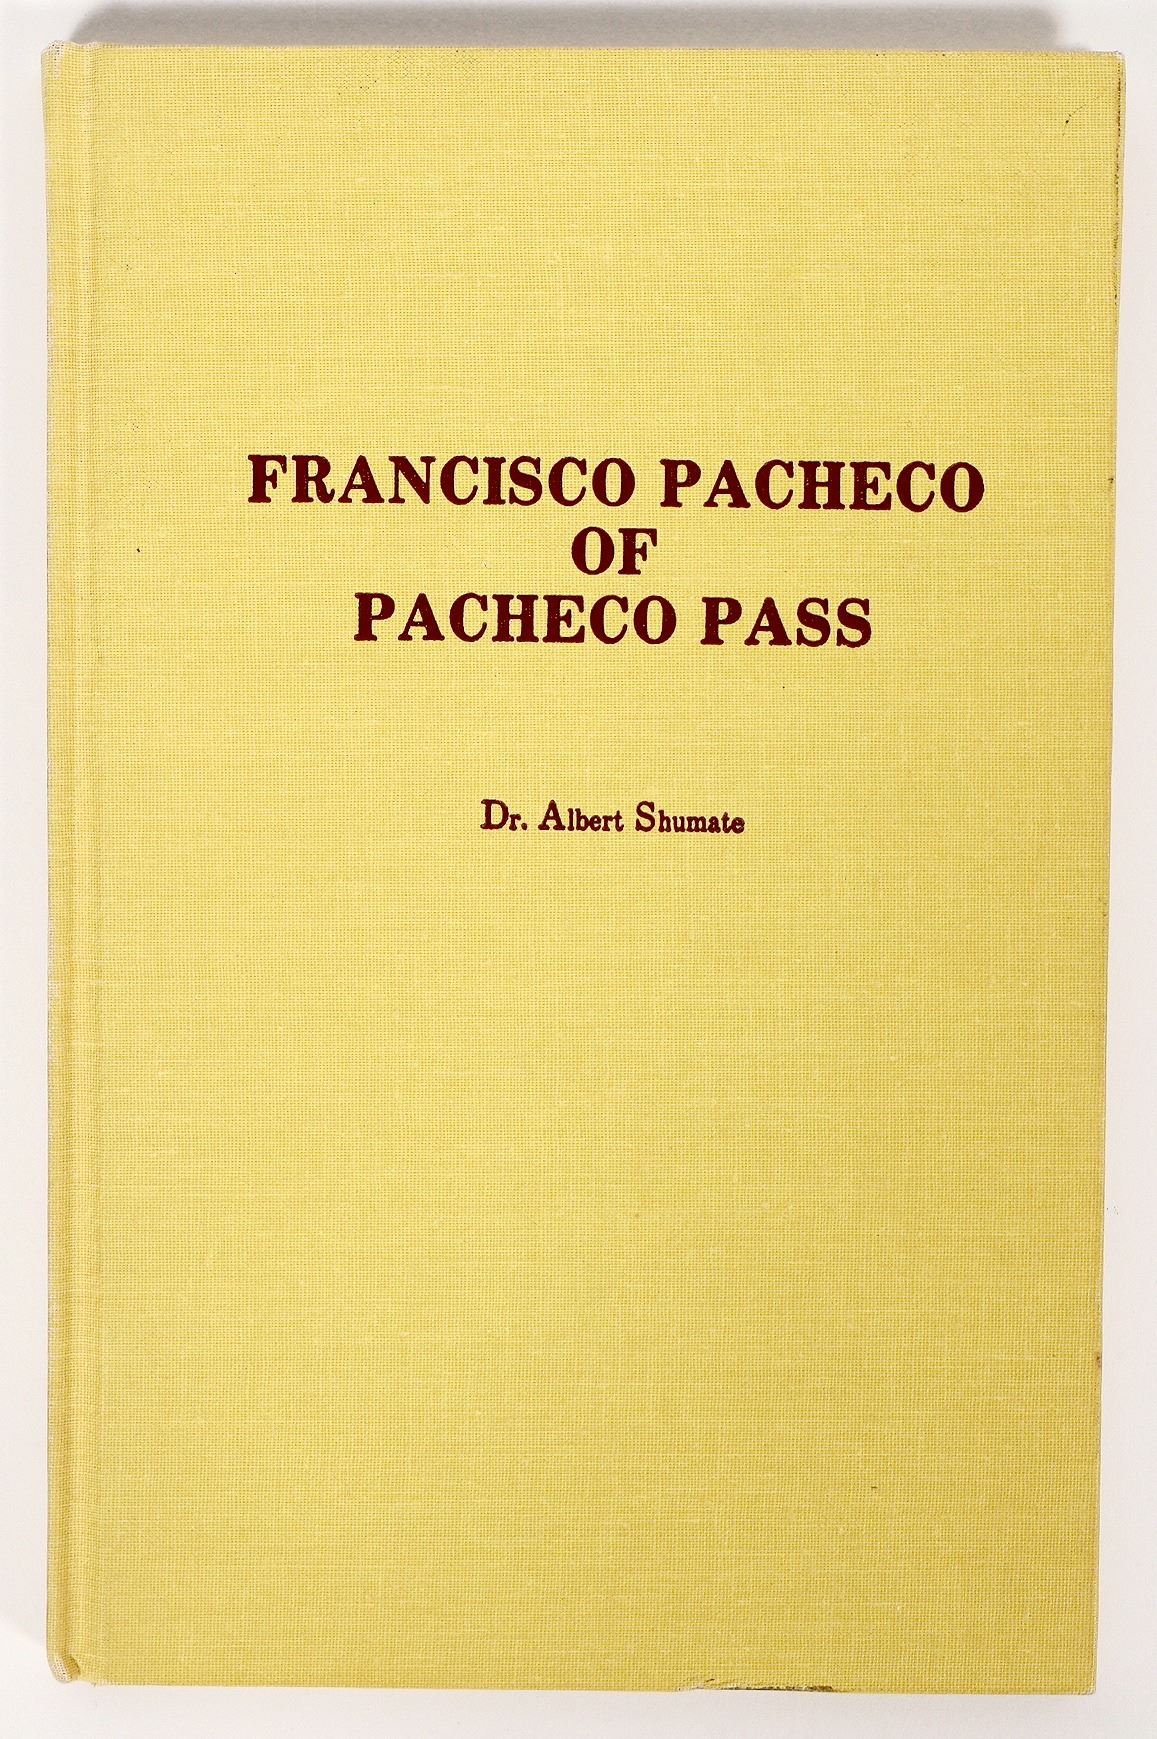 FRANCISCO PACHECO
OF
PACHECO PASS
Dr. Albert Shumate